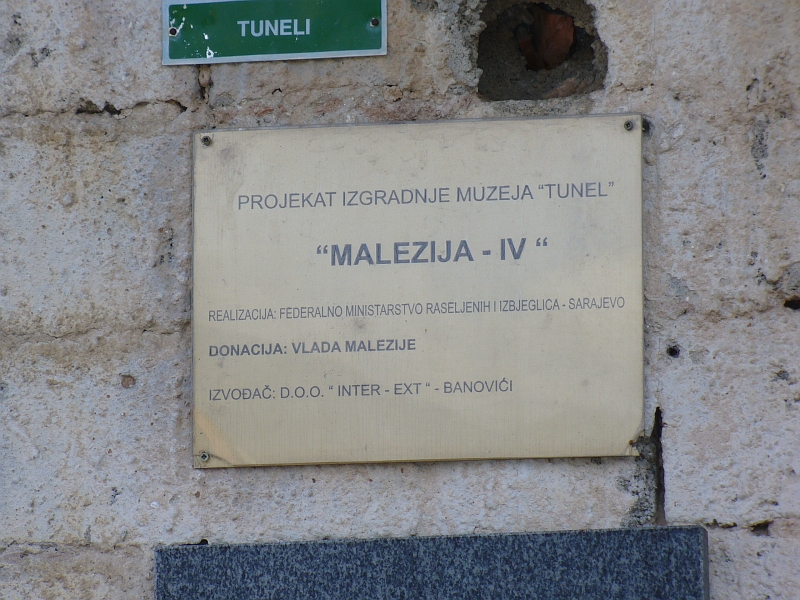 TUNELI
PROJEKAT IZGRADNJE MUZEJA “TUNEL”
“MALEZIJA - IV “
REALIZACIJA: FEDERALNO MINISTARSTVO RASELJENIH I IZBJEGLICA - SARAJEVO
DONACIJA: VLADA MALEZIJE
IZVOĐAČ: D.O.O. “ INTER - EXT “ - BANOVIĆI